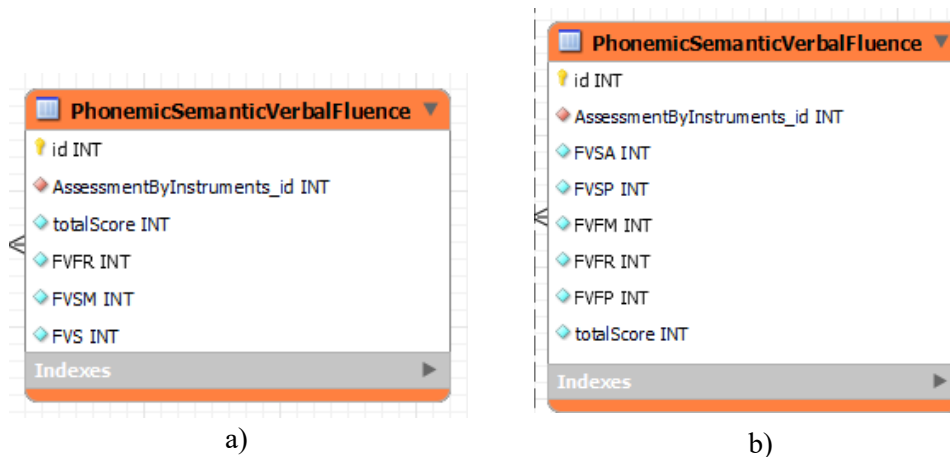 PhonemicSemanticVerbalFluence
id INT
AssessmentByInstruments_id INT
totalScore INT
FVFR INT
FVSM INT
FVS INT
Indexes
a)
PhonemicSemanticVerbalFluence
id INT
AssessmentByInstruments_id INT
FVSA INT
FVSP INT
FVFM INT
FVFR INT
FVFP INT
totalScore INT
Indexes
b)